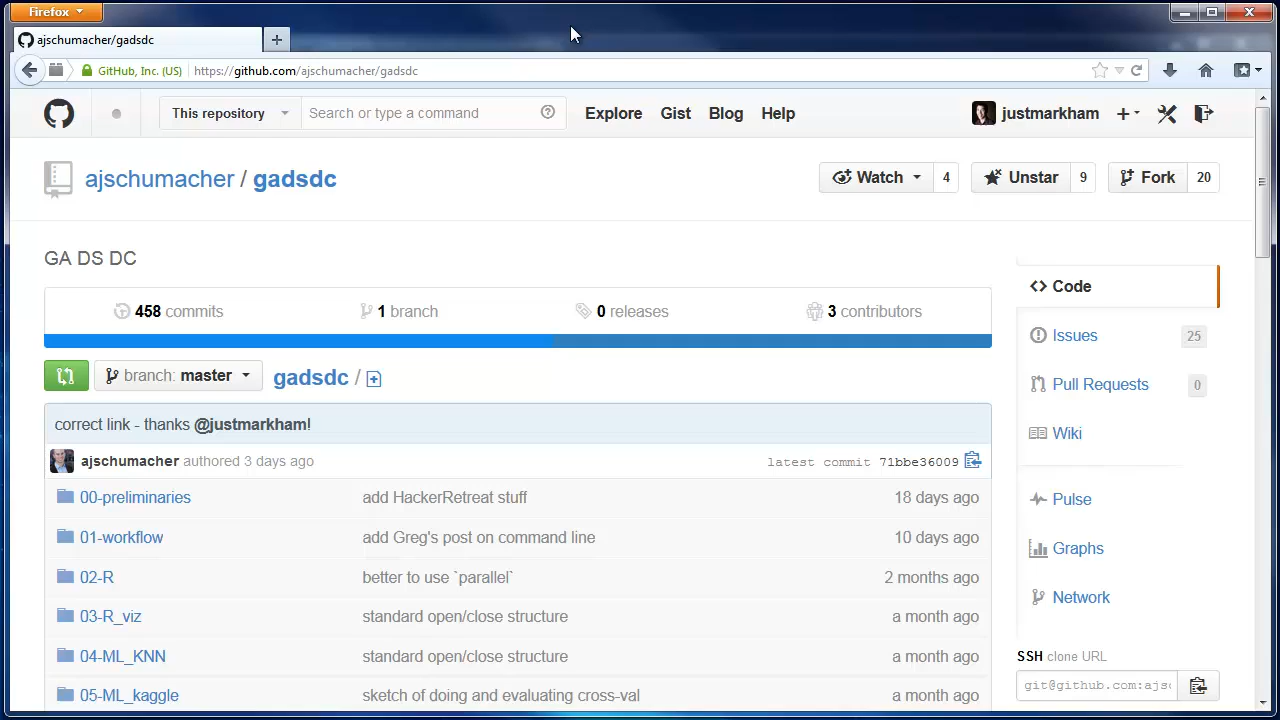 Firefox
ajschumacher/gadsdc
GitHub, Inc. (US) https://github.com/ajschumacher/gadsdc
This repository Search or type a command Explore Gist Blog Help justmarkham
ajschumacher / gadsdc Watch 4 Unstar 9 Fork 20
GA DS DC
458 commits 1 branch 0 releases 3 contributors
branch: master gadsdc /
correct link - thanks @justmarkham!
ajschumacher authored 3 days ago latest commit 71bbe36009
00-preliminaries add HackerRetreat stuff 18 days ago
01-workflow add Greg's post on command line 10 days ago
02-R better to use `parallel` 2 months ago
03-R_viz standard open/close structure a month ago
04-ML_KNN standard open/close structure a month ago
05-ML_kaggle sketch of doing and evaluating cross-val a month ago
Code
Issues 25
Pull Requests 0
Wiki
Pulse
Graphs
Network
SSH clone URL
git@github.com:ajs